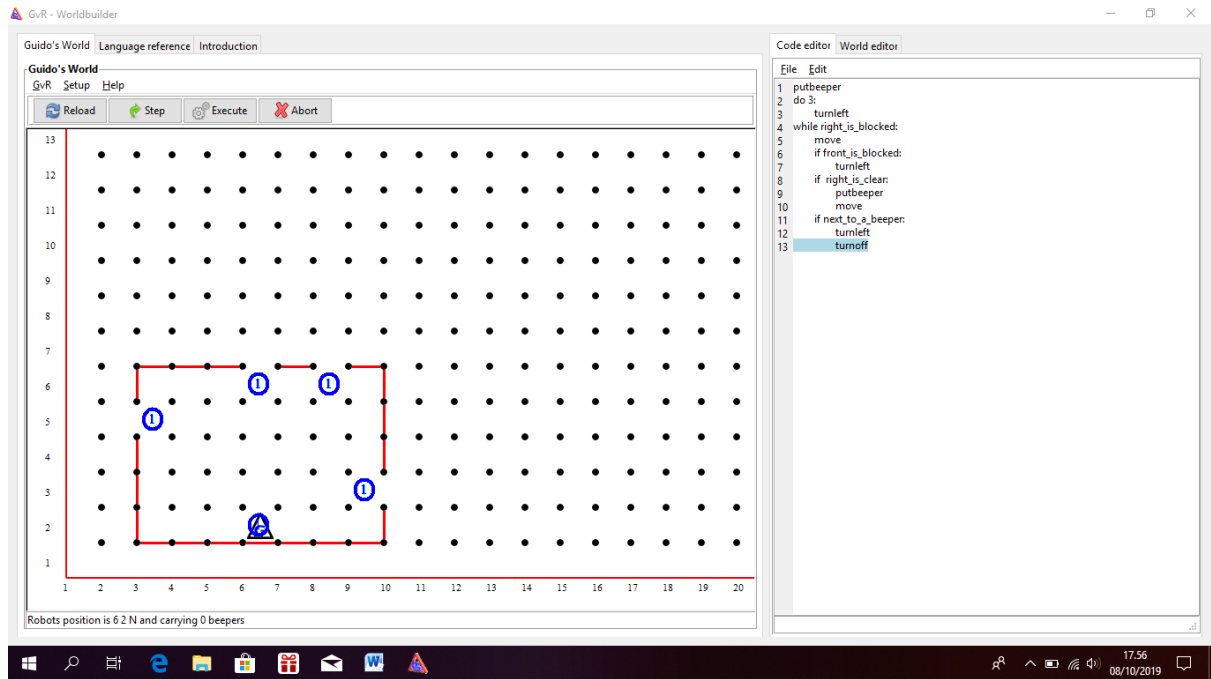 GvR - Worldbuilder
Guido's World Language reference Introduction
Guido's World
GvR Setup Help
Reload Step Execute Abort
13
12
11
10
9
8
7
6
5
4
3
2
1
1 1
1
1
1 2 3 4 5 6 7 8 9 10 11 12 13 14 15 16 17 18 19 20
Robots position is 6 2 N and carrying 0 beepers
Code editor World editor
File Edit
1 putbeeper
2 do 3:
3 turnleft
4 while right_is_blocked:
5 move
6 if front_is_blocked:
7 turnleft
8 if right_is_clear:
9 putbeeper
10 move
11 if next_to_a_beeper:
12 turnleft
13 turnoff
17.56
08/10/2019